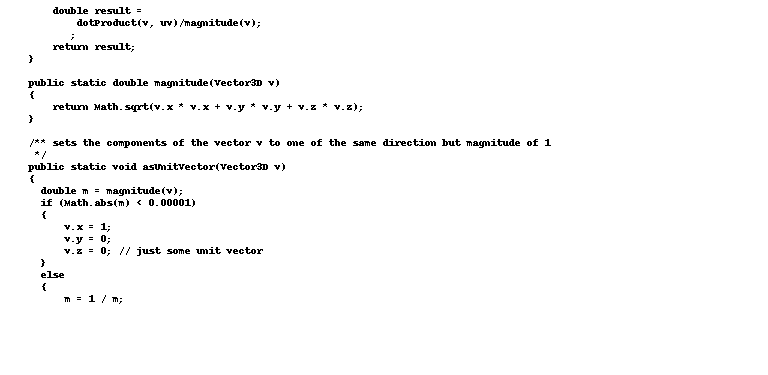 double result =
dotProduct(v, uv)/magnitude(v);
;
return result;
}
public static double magnitude(Vector3D v)
{
return Math.sqrt(v.x * v.x + v.y * v.y + v.z * v.z);
}
/** sets the components of the vector v to one of the same direction but magnitude of 1
*/
public static void asUnitVector(Vector3D v)
{
double m = magnitude(v);
if (Math.abs(m) < 0.00001)
{
v.x = 1;
v.y = 0;
v.z = 0; // just some unit vector
}
else
{
m = 1 / m;